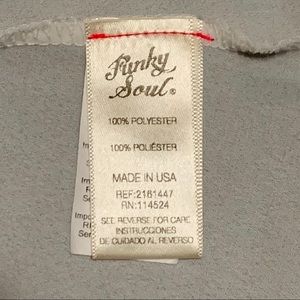 Funky
Soul®
100% POLYESTER
100% POLIÉSTER
MADE IN USA
REF:2161447
RN:114524
SEE REVERSE FOR CARE
INSTRUCCIONES
DE CUIDADO AL REVERSO